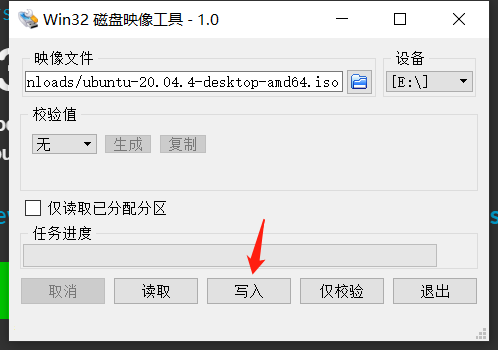 Win32 磁盘映像工具 - 1.0
映像文件
设备
nloads/ubuntu-20.04.4-desktop-amd64.iso
[E:\]
校验值
无
生成
复制
仅读取已分配分区
任务进度
取消
读取
写入
仅校验
退出